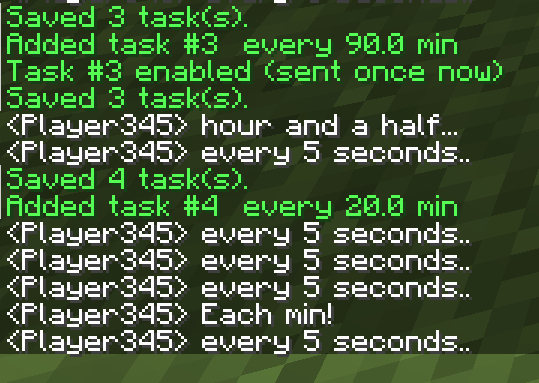 Saved 3 task(s).
Added task #3 every 90.0 min
Task #3 enabled (sent once now)
Saved 3 task(s).
<Player345> hour and a half...
<Player345> every 5 seconds..
Saved 4 task(s).
Added task #4 every 20.0 min
<Player345> every 5 seconds..
<Player345> every 5 seconds..
<Player345> every 5 seconds..
<Player345> Each min!
<Player345> every 5 seconds..